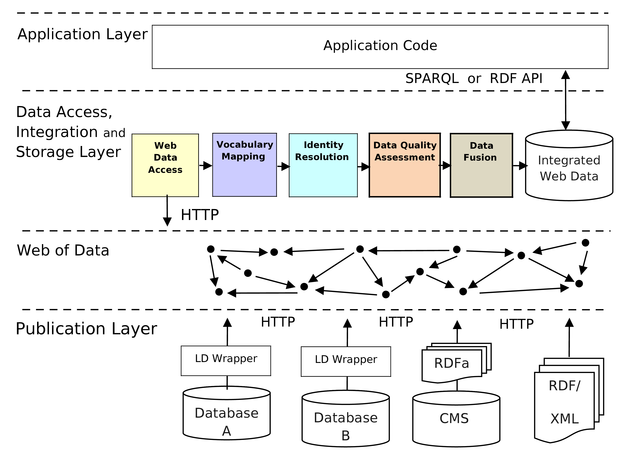 Application Layer
Application Code
SPARQL or RDF API
Data Access,
Integration and
Storage Layer
Web
Data
Access
Vocabulary
Mapping
Identity
Resolution
Data Quality
Assessment
Data
Fusion
Integrated
Web Data
HTTP
Web of Data
Publication Layer
HTTP
HTTP
HTTP
LD Wrapper
LD Wrapper
RDFa
RDF/
XML
Database
A
Database
B
CMS